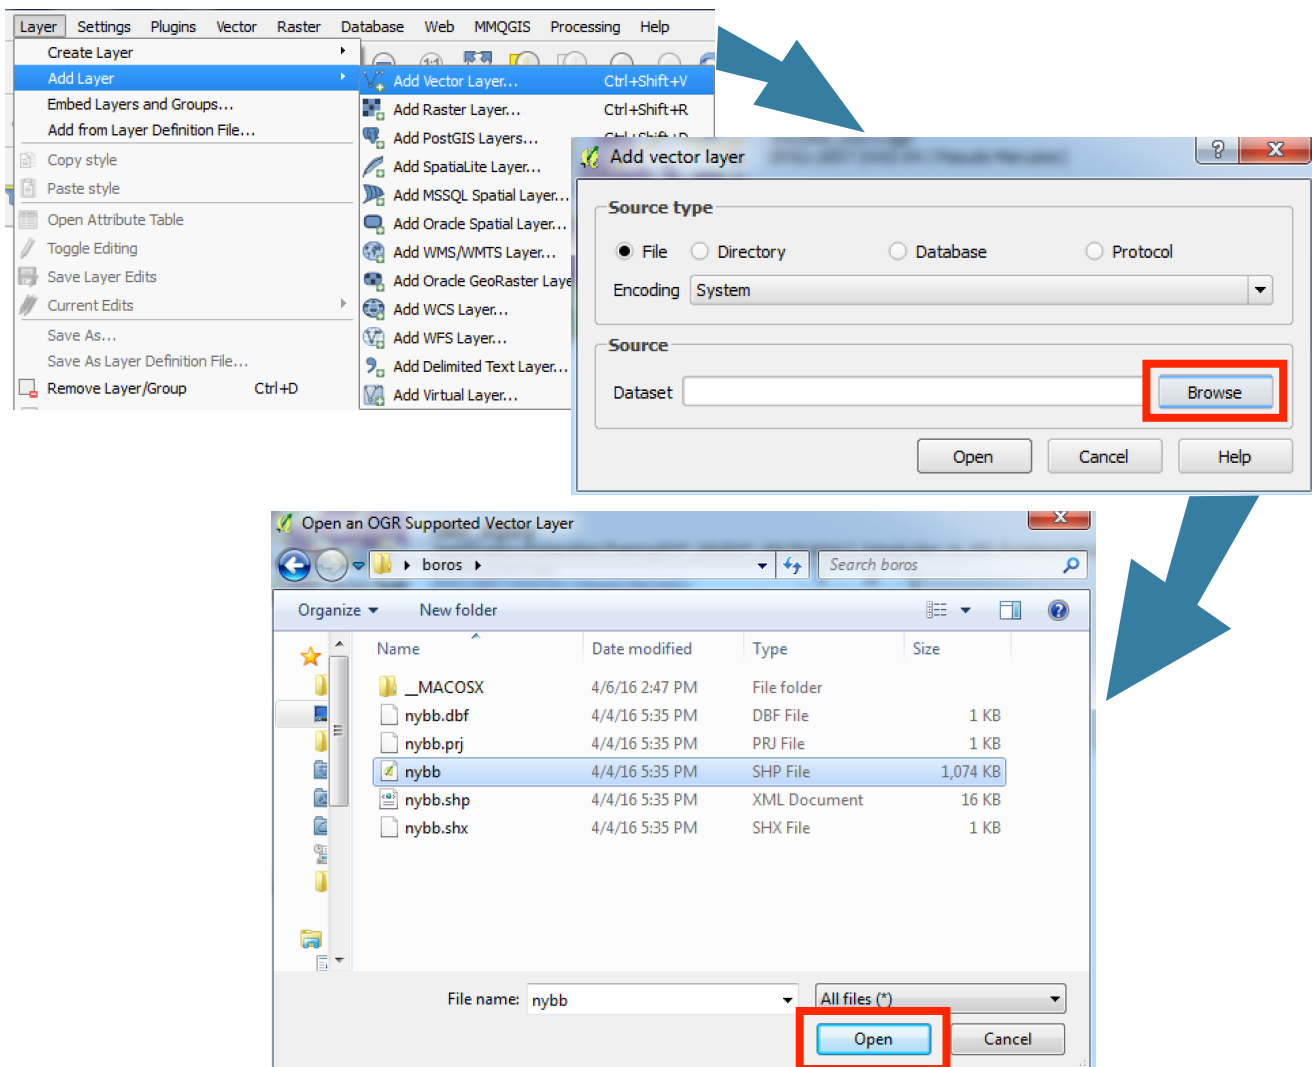 Layer Settings Plugins Vector Raster Database Web MMQGIS Processing Help
Create Layer
Add Layer
Embed Layers and Groups...
Add from Layer Definition File...
Copy style
Paste style
Open Attribute Table
Toggle Editing
Save Layer Edits
Current Edits
Save As...
Save As Layer Definition File...
Remove Layer/Group Ctrl+D
Add Vector Layer... Ctrl+Shift+V
Add Raster Layer... Ctrl+Shift+R
Add PostGIS Layers...
Add SpatiaLite Layer...
Add MSSQL Spatial Layer...
Add Oracle Spatial Layer...
Add WMS/WMTS Layer...
Add Oracle GeoRaster Laye
Add WCS Layer...
Add WFS Layer...
Add Delimited Text Layer...
Add Virtual Layer...
Add vector layer
Source type
File Directory Database Protocol
Encoding System
Source
Dataset Browse
Open Cancel Help
Open an OGR Supported Vector Layer
boros Search boros
Organize New folder
Name Date modified Type Size
__MACOSX 4/6/16 2:47 PM File folder
nybb.dbf 4/4/16 5:35 PM DBF File 1 KB
nybb.prj 4/4/16 5:35 PM PRJ File 1 KB
nybb 4/4/16 5:35 PM SHP File 1,074 KB
nybb.shp 4/4/16 5:35 PM XML Document 16 KB
nybb.shx 4/4/16 5:35 PM SHX File 1 KB
File name: nybb All files (*)
Open Cancel